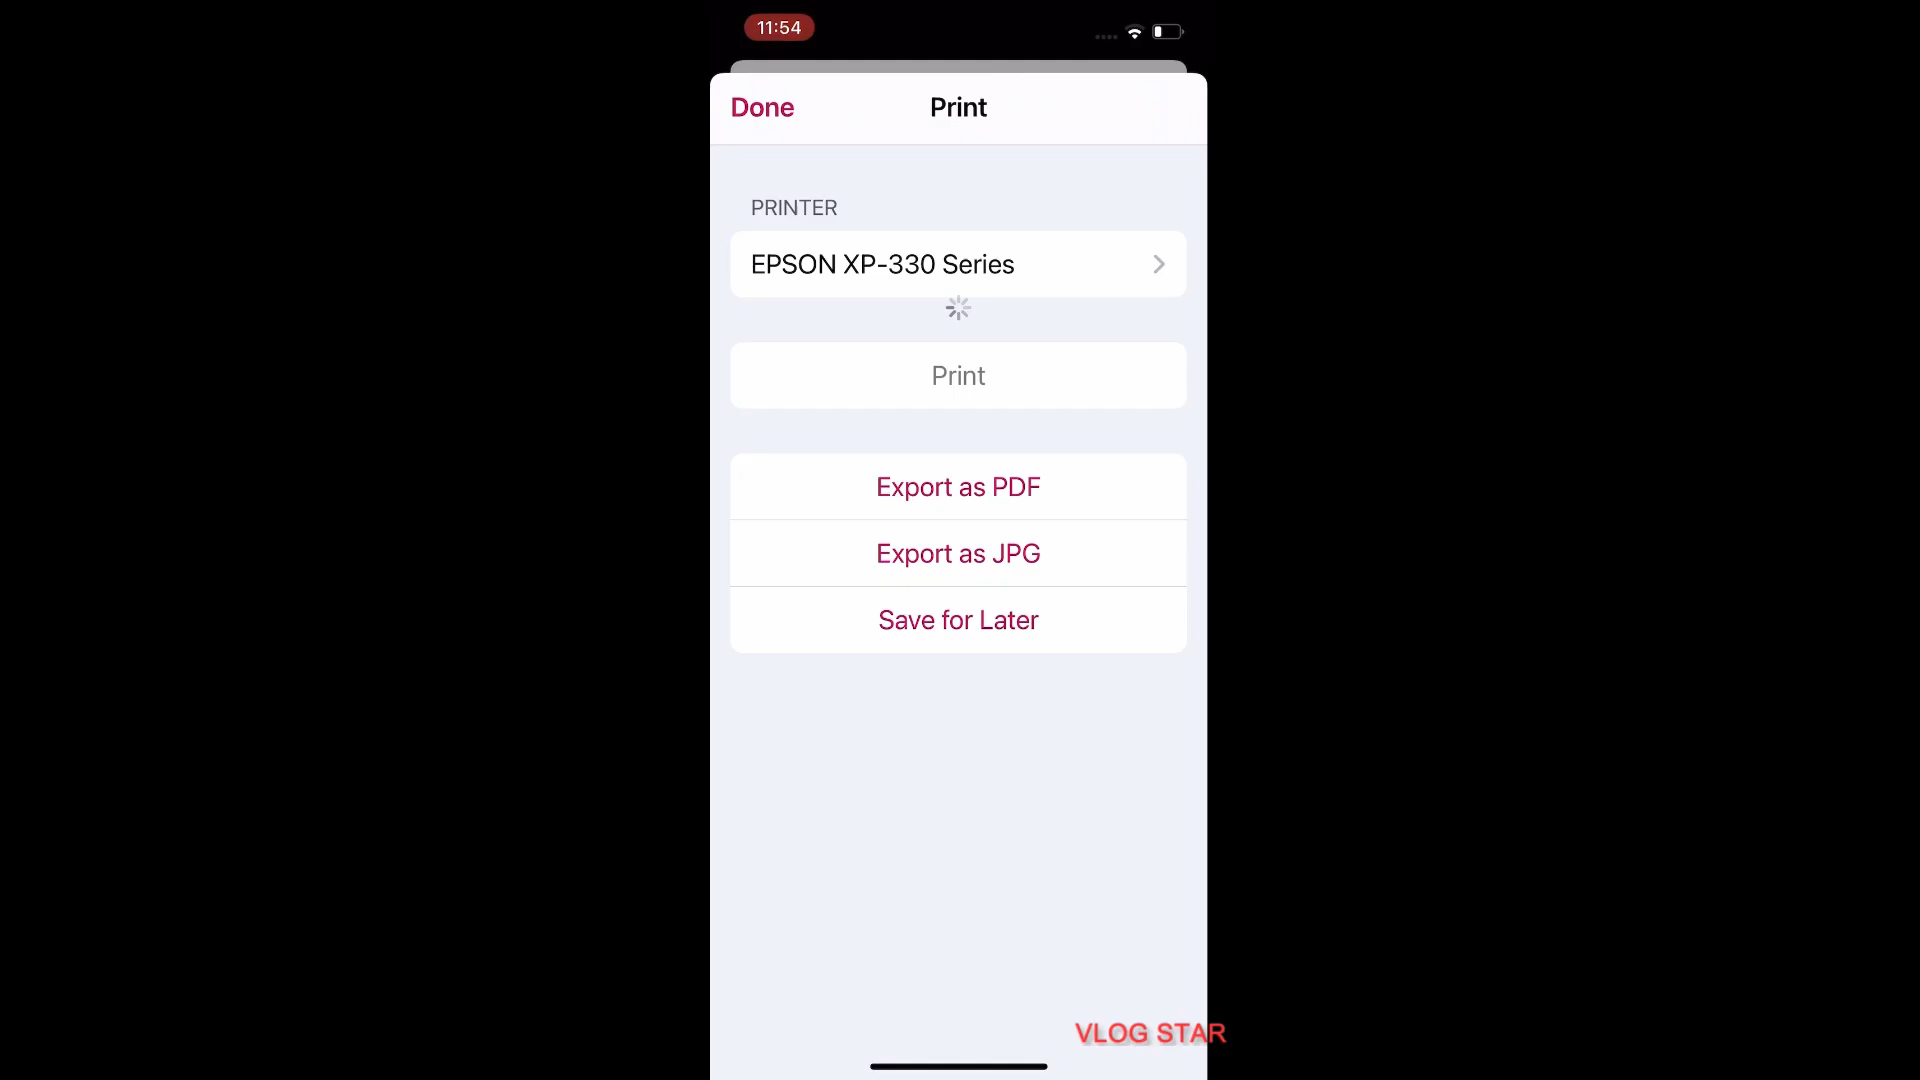 11:54
Done
Print
PRINTER
EPSON XP-330 Series
Print
Export as PDF
Export as JPG
Save for Later
VLOG STAR